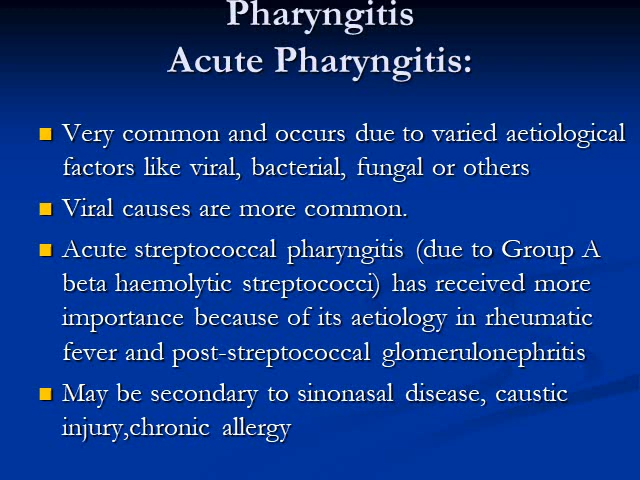 Pharyngitis
Acute Pharyngitis:
Very common and occurs due to varied aetiological
factors like viral, bacterial, fungal or others
Viral causes are more common.
Acute streptococcal pharyngitis (due to Group A
beta haemolytic streptococci) has received more
importance because of its aetiology in rheumatic
fever and post-streptococcal glomerulonephritis
May be secondary to sinonasal disease, caustic
injury,chronic allergy